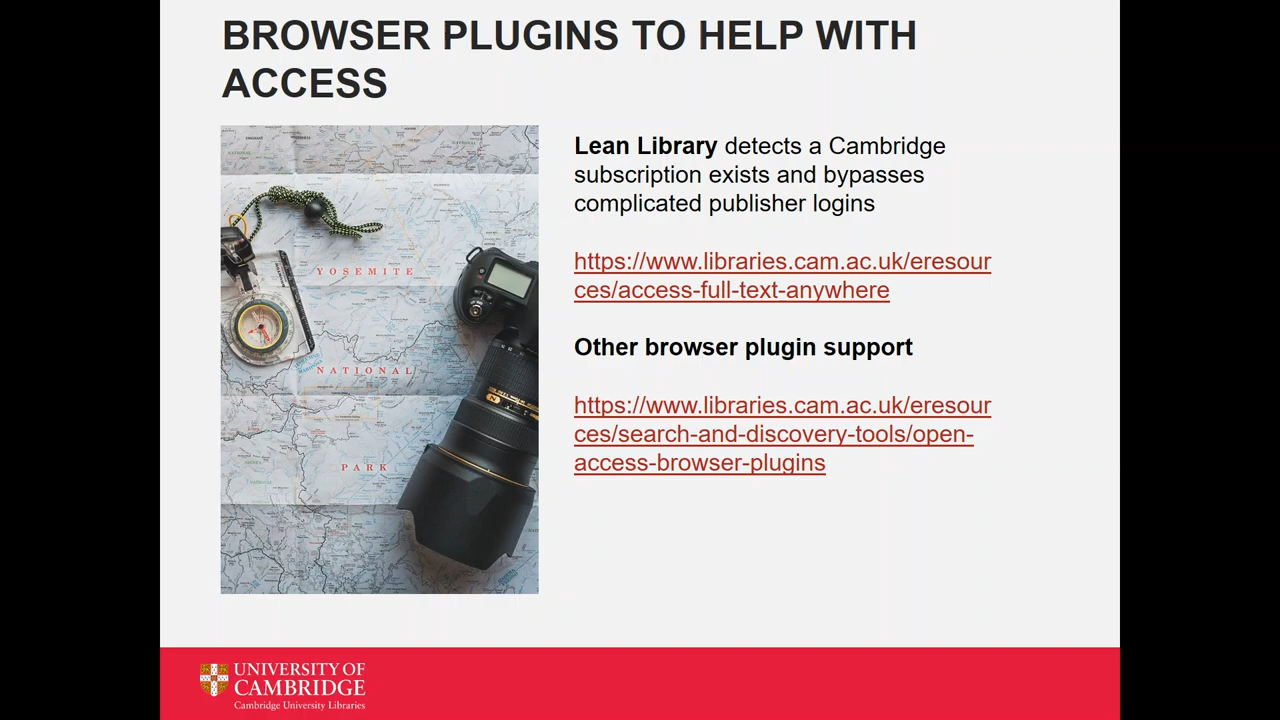 BROWSER PLUGINS TO HELP WITH
ACCESS
Lean Library detects a Cambridge
subscription exists and bypasses
complicated publisher logins
https://www.libraries.cam.ac.uk/eresour
ces/access-full-text-anywhere
Other browser plugin support
https://www.libraries.cam.ac.uk/eresour
ces/search-and-discovery-tools/open-
access-browser-plugins
YOSEMITE
NATIONAL
PARK
UNIVERSITY OF
CAMBRIDGE
Cambridge University Libraries